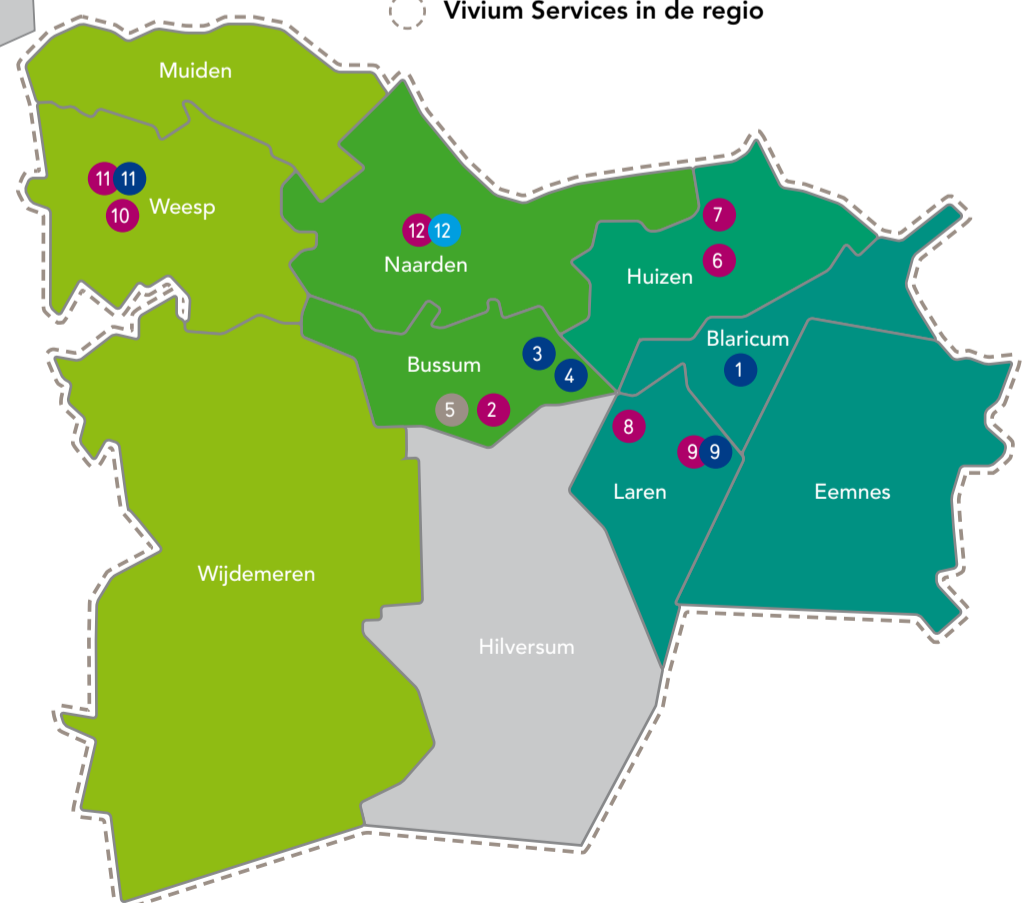 Vivium Services in de regio
Muiden
11 11
Weesp
10
12 12
Naarden
7
6
Huizen
Blaricum
1
3
Bussum
4
5 2
8
9 9
Laren
Eemnes
Wijdemeren
Hilversum